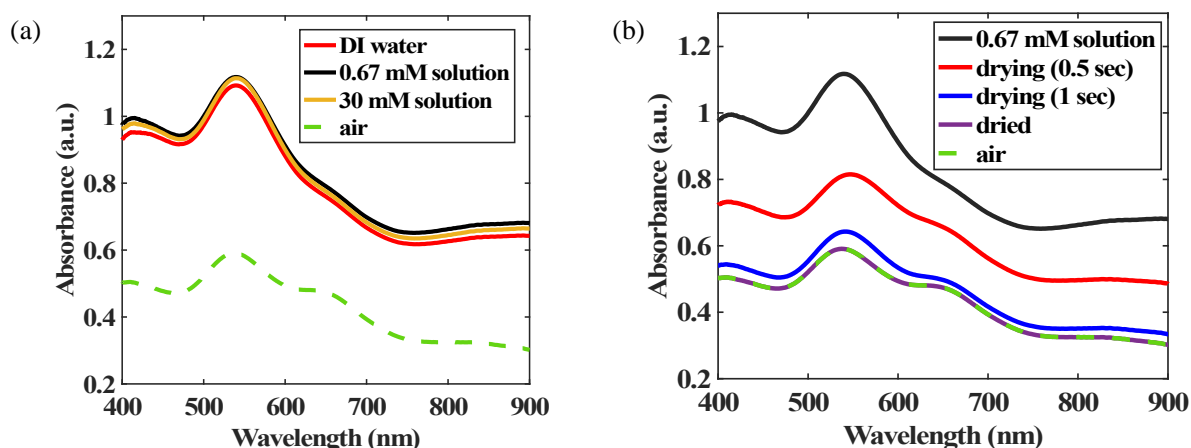 (a)
Absorbance (a.u.)
1.2
1
0.8
0.6
0.4
0.2
DI water
0.67 mM solution
30 mM solution
air
400 500 600 700 800 900
Wavelength (nm)
(b)
Absorbance (a.u.)
1.2
1
0.8
0.6
0.4
0.2
0.67 mM solution
drying (0.5 sec)
drying (1 sec)
dried
air
400 500 600 700 800 900
Wavelength (nm)